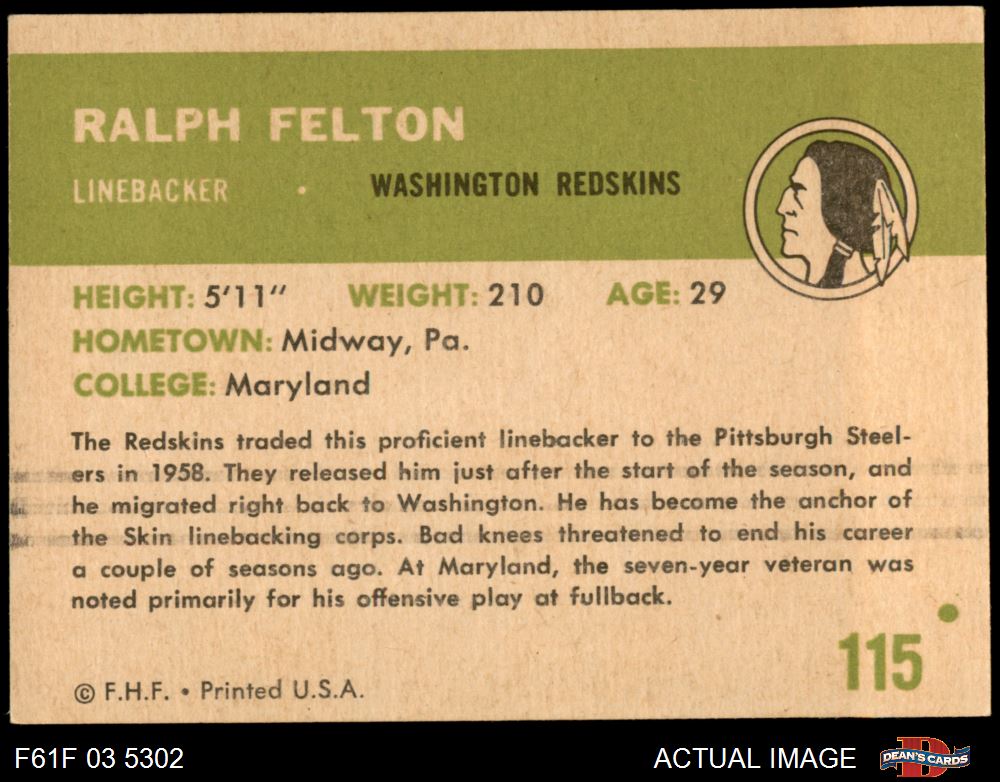 RALPH FELTON
LINEBACKER • WASHINGTON REDSKINS
HEIGHT: 5'11" WEIGHT: 210 AGE: 29
HOMETOWN: Midway, Pa.
COLLEGE: Maryland
The Redskins traded this proficient linebacker to the Pittsburgh Steel-
ers in 1958. They released him just after the start of the season, and
he migrated right back to Washington. He has become the anchor of
the Skin linebacking corps. Bad knees threatened to end his career
a couple of seasons ago. At Maryland, the seven-year veteran was
noted primarily for his offensive play at fullback.
115
© F.H.F. • Printed U.S.A.
F61F 03 5302
ACTUAL IMAGE
DEAN'S CARDS